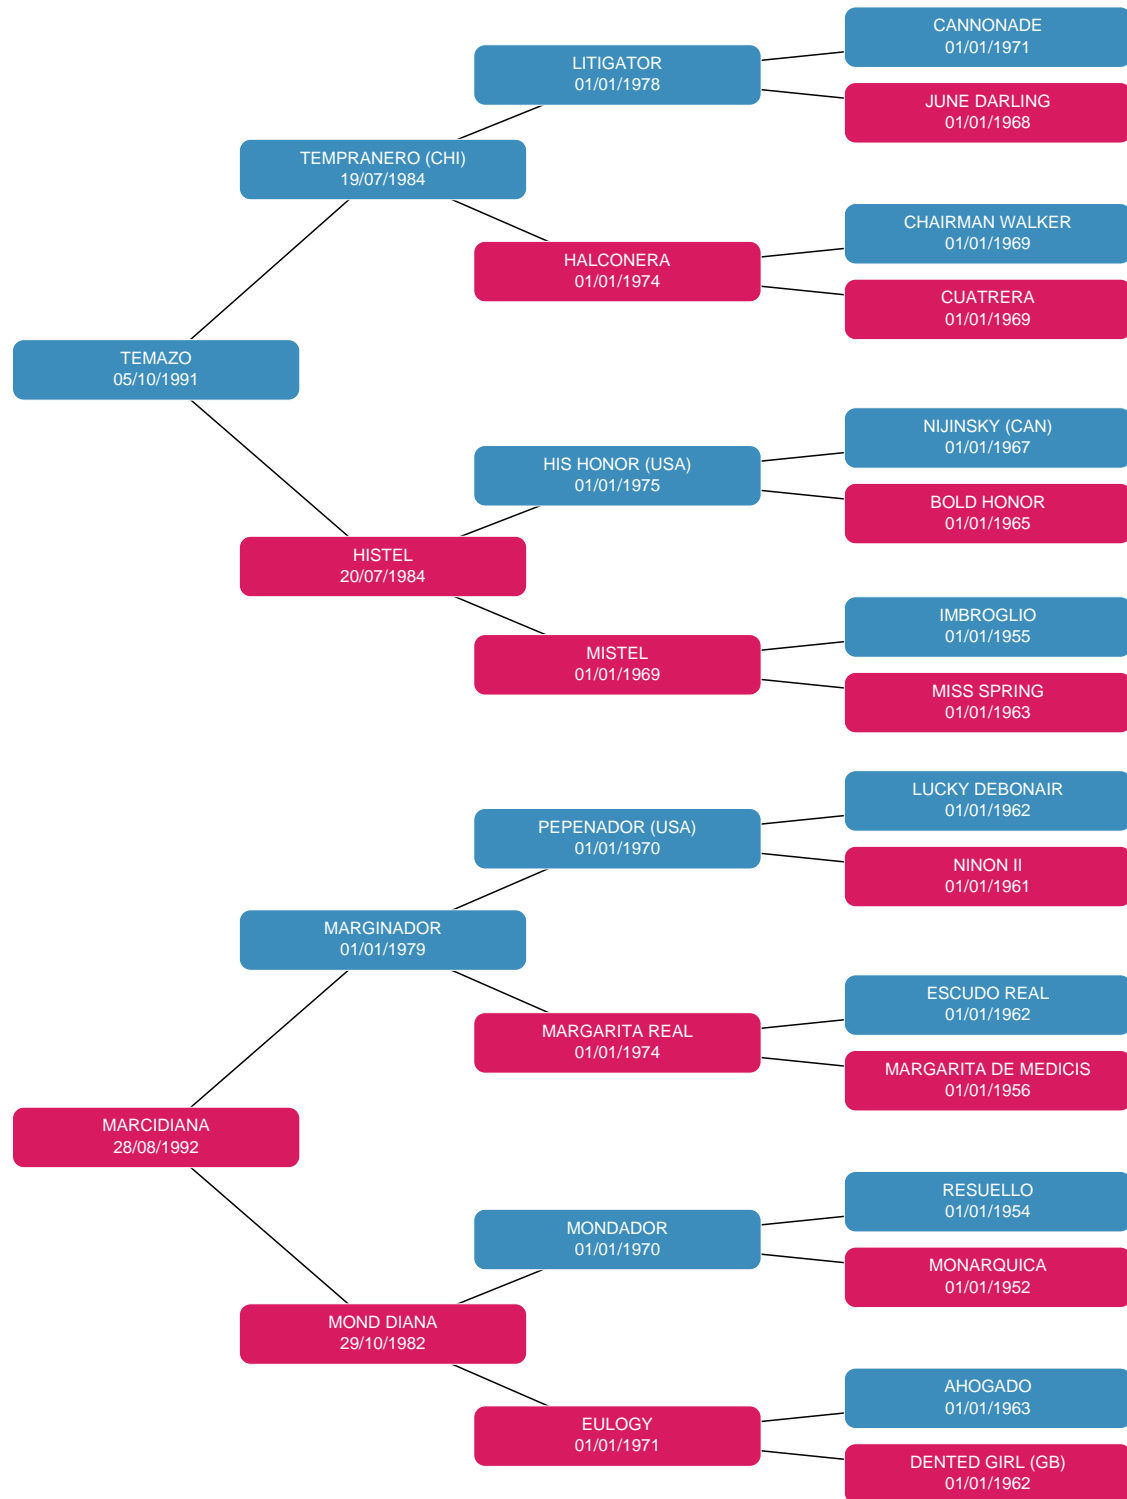 CANNONADE
01/01/1971
LITIGATOR
01/01/1978
JUNE DARLING
01/01/1968
TEMPRANERO (CHI)
19/07/1984
CHAIRMAN WALKER
01/01/1969
HALCONERA
01/01/1974
CUATRERA
01/01/1969
TEMAZO
05/10/1991
NIJINSKY (CAN)
01/01/1967
HIS HONOR (USA)
01/01/1975
BOLD HONOR
01/01/1965
HISTEL
20/07/1984
IMBROGLIO
01/01/1955
MISTEL
01/01/1969
MISS SPRING
01/01/1963
LUCKY DEBONAIR
01/01/1962
PEPENADOR (USA)
01/01/1970
NINON II
01/01/1961
MARGINADOR
01/01/1979
ESCUDO REAL
01/01/1962
MARGARITA REAL
01/01/1974
MARGARITA DE MEDICIS
01/01/1956
MARCIDIANA
28/08/1992
RESUELLO
01/01/1954
MONDADOR
01/01/1970
MONARQUICA
01/01/1952
MOND DIANA
29/10/1982
AHOGADO
01/01/1963
EULOGY
01/01/1971
DENTED GIRL (GB)
01/01/1962